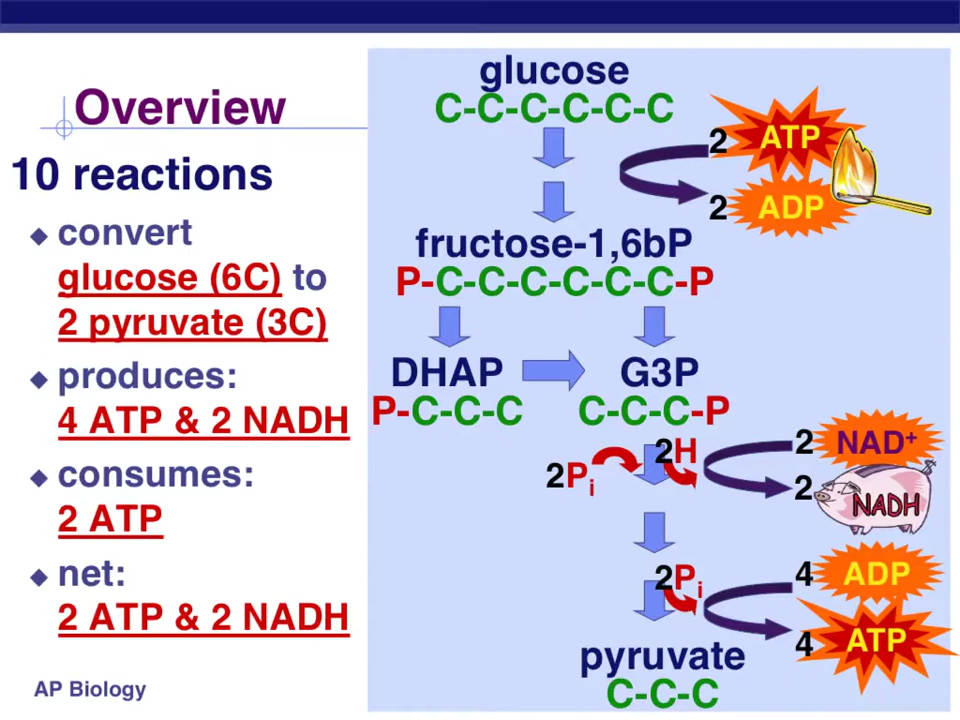 Overview
10 reactions
◆ convert
glucose (6C) to
2 pyruvate (3C)
◆ produces:
4 ATP & 2 NADH
◆ consumes:
2 ATP
◆ net:
2 ATP & 2 NADH
AP Biology
glucose
C-C-C-C-C-C
2 ATP
2 ADP
fructose-1,6bP
P-C-C-C-C-C-C-P
DHAP
P-C-C-C
G3P
C-C-C-P
2H
2Pi
2 NAD+
2 NADH
2Pi
4 ADP
4 ATP
pyruvate
C-C-C